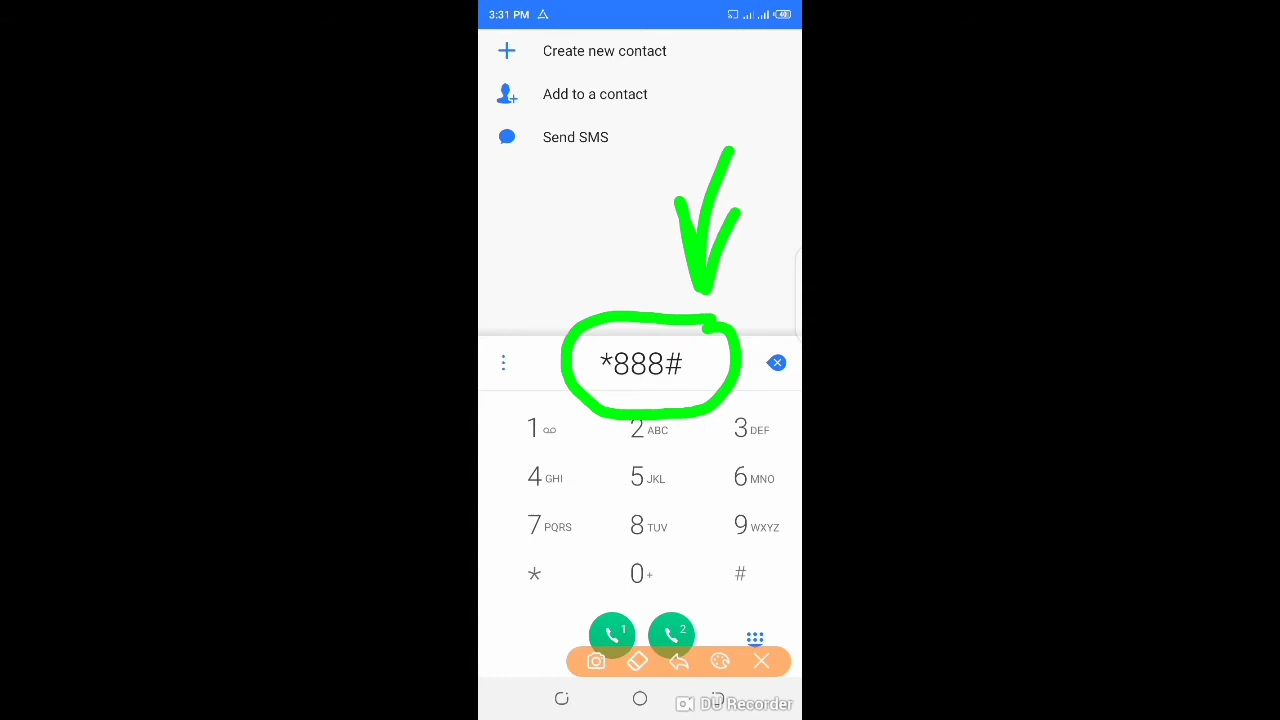 3:31 PM
40
Create new contact
Add to a contact
Send SMS
*888#
1
2 ABC
3 DEF
4 GHI
5 JKL
6 MNO
7 PQRS
8 TUV
9 WXYZ
*
0 +
#
1
2
DU Recorder